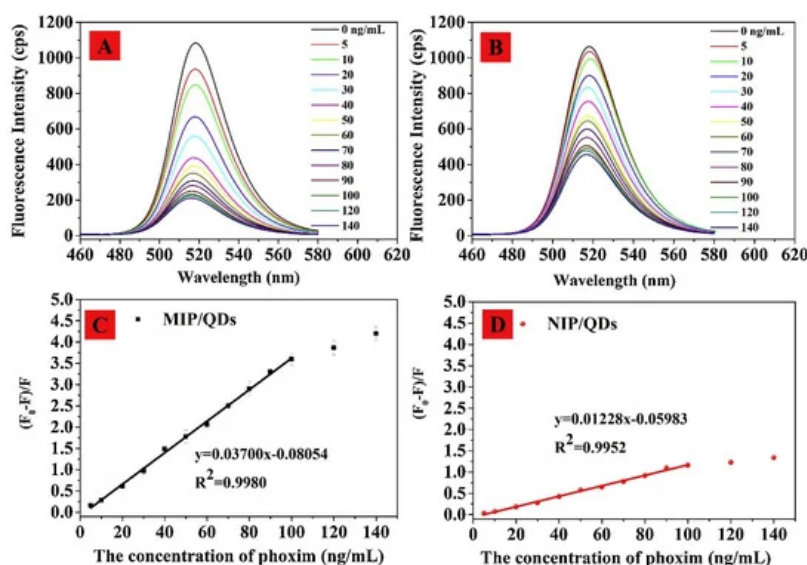 A
Fluorescence Intensity (cps)
1200
1000
800
600
400
200
0
460 480 500 520 540 560 580 600 620
Wavelength (nm)
0 ng/mL
5
10
20
30
40
50
60
70
80
90
100
120
140
B
Fluorescence Intensity (cps)
1200
1000
800
600
400
200
0
460 480 500 520 540 560 580 600 620
Wavelength (nm)
0 ng/mL
5
10
20
30
40
50
60
70
80
90
100
120
140
C
MIP/QDs
(F₀-F)/F
5.0
4.5
4.0
3.5
3.0
2.5
2.0
1.5
1.0
0.5
0.0
y=0.03700x-0.08054
R²=0.9980
0 20 40 60 80 100 120 140
The concentration of phoxim (ng/mL)
D
NIP/QDs
(F₀-F)/F
5.0
4.5
4.0
3.5
3.0
2.5
2.0
1.5
1.0
0.5
0.0
y=0.01228x-0.05983
R²=0.9952
0 20 40 60 80 100 120 140
The concentration of phoxim (ng/mL)